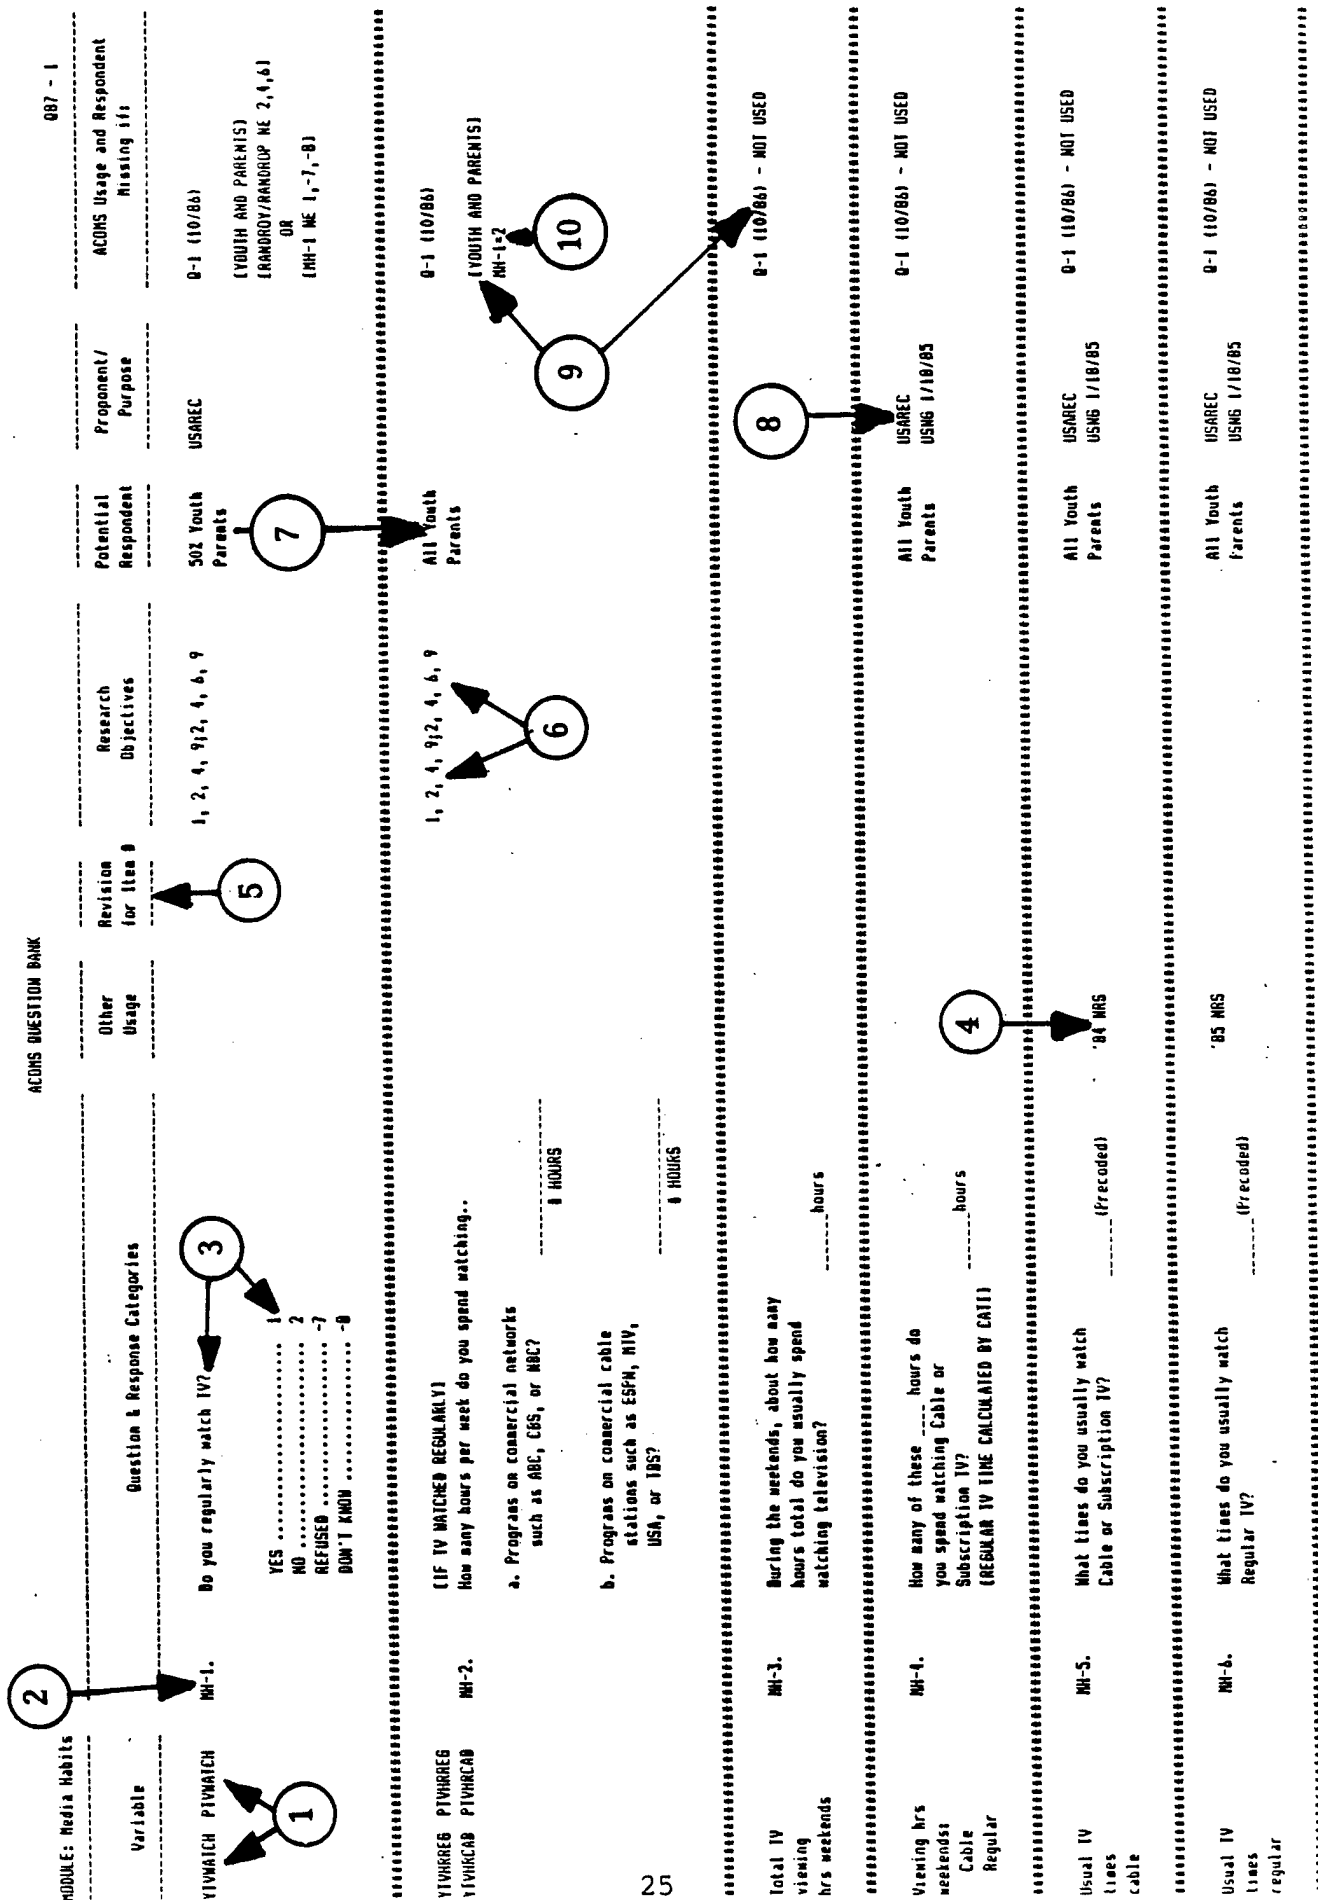 QB7 - 1
ACOMS QUESTION BANK
MODULE: Media Habits
Variable
Question & Response Categories
Other
Usage
Revision
for Item #
Research
Objectives
Potential
Respondent
Proponent/
Purpose
ACOMS Usage and Respondent
Missing if:
2
YTVWATCH PTVWATCH
MH-1.
Do you regularly watch TV?
YES .................... 1
NO ..................... 2
REFUSED ................ -7
DON'T KNOW ............. -8
3
1
5
1, 2, 4, 9;2, 4, 6, 9
50% Youth
Parents
7
USAREC
Q-1 (10/86)
[YOUTH AND PARENTS]
[RANDROY/RANDROP NE 2,4,6]
OR
[MH-1 NE 1,-7,-8]
YTVHRREG PTVHRREG
YTVHRCAB PTVHRCAB
MH-2.
[IF TV WATCHED REGULARLY]
How many hours per week do you spend watching..
a. Programs on commercial networks
such as ABC, CBS, or NBC?
# HOURS
b. Programs on commercial cable
stations such as ESPN, MTV,
USA, or TBS?
# HOURS
1, 2, 4, 9;2, 4, 6, 9
6
All Youth
Parents
Q-1 (10/86)
[YOUTH AND PARENTS]
MH-1=2
10
9
Total TV
viewing
hrs weekends
MH-3.
During the weekends, about how many
hours total do you usually spend
watching television?
______hours
8
Q-1 (10/86) - NOT USED
Viewing hrs
weekends:
Cable
Regular
MH-4.
How many of these ____ hours do
you spend watching Cable or
Subscription TV?
______hours
[REGULAR TV TIME CALCULATED BY CATI]
4
All Youth
Parents
USAREC
USNG 1/18/85
Q-1 (10/86) - NOT USED
Usual TV
times
cable
MH-5.
What times do you usually watch
Cable or Subscription TV?
______(Precoded)
'84 NRS
All Youth
Parents
USAREC
USNG 1/18/85
Q-1 (10/86) - NOT USED
Usual TV
times
regular
MH-6.
What times do you usually watch
Regular TV?
______(Precoded)
'85 NRS
All Youth
Parents
USAREC
USNG 1/18/85
Q-1 (10/86) - NOT USED
25